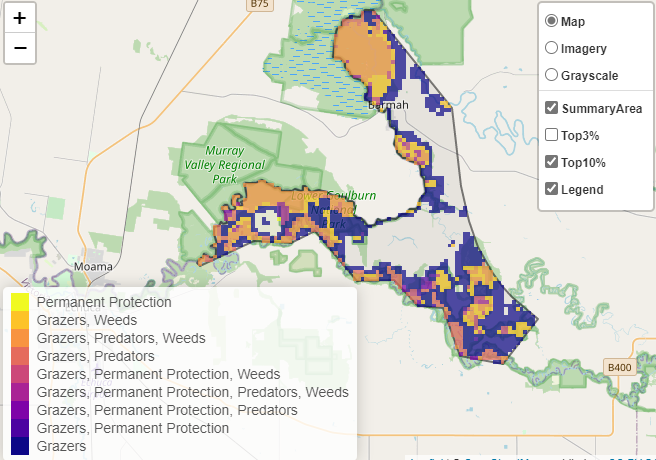 +
−
B75
Map
Imagery
Grayscale
SummaryArea
Top3%
Top10%
Legend
Barmah
Murray
Valley Regional
Park
Lower Goulburn
National
Park
Moama
B400
Permanent Protection
Grazers, Weeds
Grazers, Predators, Weeds
Grazers, Predators
Grazers, Permanent Protection, Weeds
Grazers, Permanent Protection, Predators, Weeds
Grazers, Permanent Protection, Predators
Grazers, Permanent Protection
Grazers